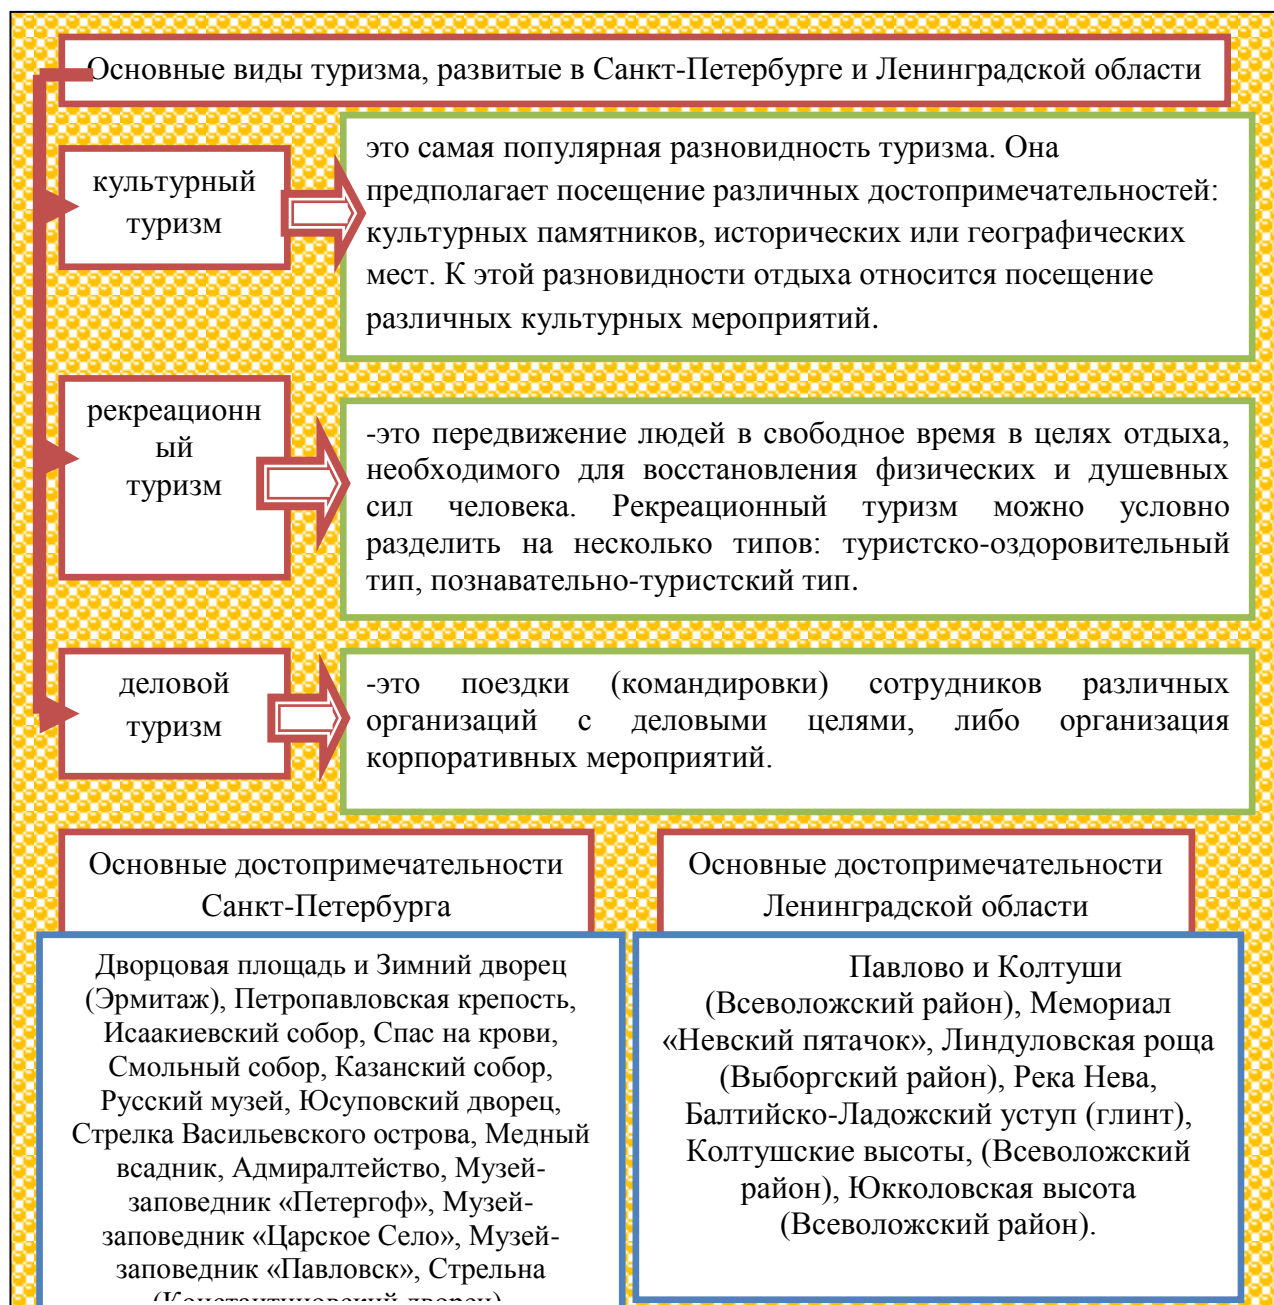 Основные виды туризма, развитые в Санкт-Петербурге и Ленинградской области
культурный
туризм
это самая популярная разновидность туризма. Она
предполагает посещение различных достопримечательностей:
культурных памятников, исторических или географических
мест. К этой разновидности отдыха относится посещение
различных культурных мероприятий.
рекреационн
ый
туризм
-это передвижение людей в свободное время в целях отдыха,
необходимого для восстановления физических и душевных
сил человека. Рекреационный туризм можно условно
разделить на несколько типов: туристско-оздоровительный
тип, познавательно-туристский тип.
деловой
туризм
-это поездки (командировки) сотрудников различных
организаций с деловыми целями, либо организация
корпоративных мероприятий.
Основные достопримечательности
Санкт-Петербурга
Дворцовая площадь и Зимний дворец
(Эрмитаж), Петропавловская крепость,
Исаакиевский собор, Спас на крови,
Смольный собор, Казанский собор,
Русский музей, Юсуповский дворец,
Стрелка Васильевского острова, Медный
всадник, Адмиралтейство, Музей-
заповедник «Петергоф», Музей-
заповедник «Царское Село», Музей-
заповедник «Павловск», Стрельна
(Константиновский дворец)
Основные достопримечательности
Ленинградской области
Павлово и Колтуши
(Всеволожский район), Мемориал
«Невский пятачок», Линдуловская роща
(Выборгский район), Река Нева,
Балтийско-Ладожский уступ (глинт),
Колтушские высоты, (Всеволожский
район), Юкколовская высота
(Всеволожский район).